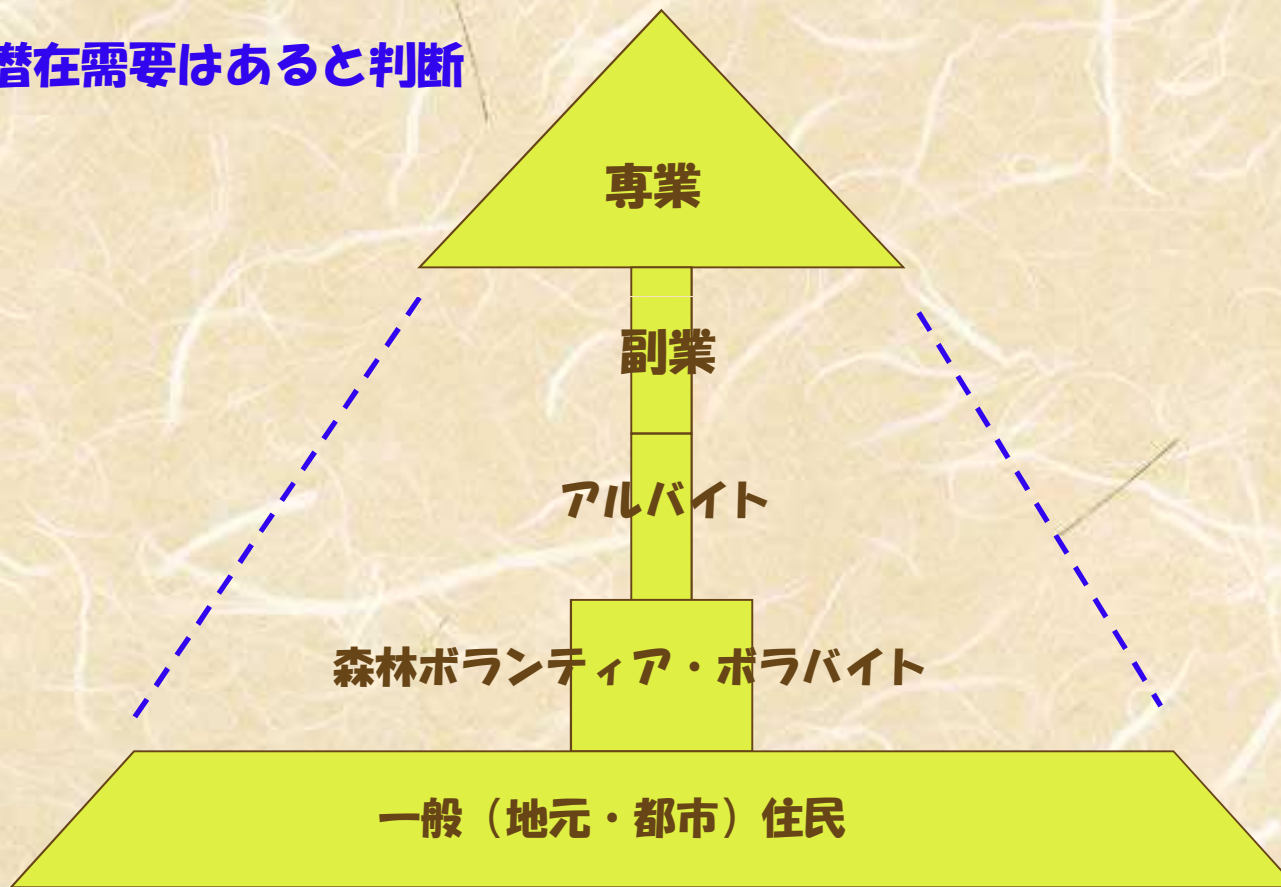 潜在需要はあると判断
専業
副業
アルバイト
森林ボランティア・ボラバイト
一般（地元・都市）住民